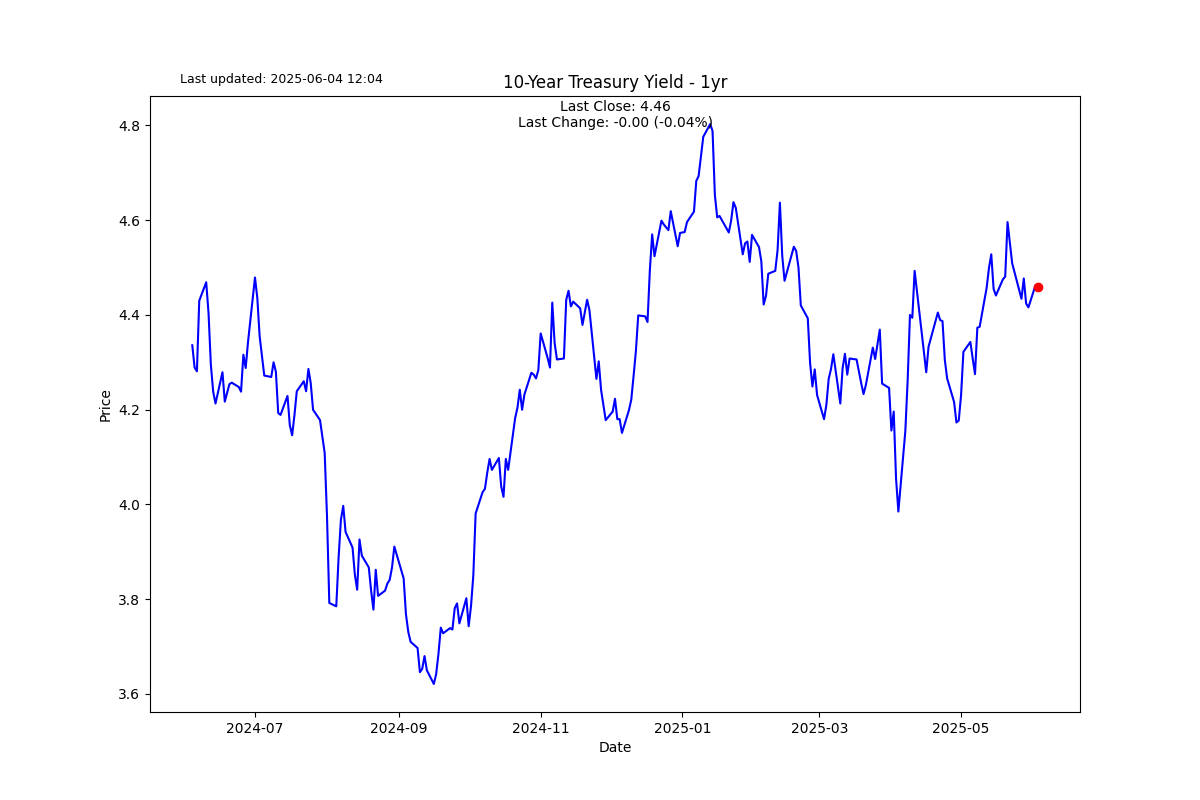 Last updated: 2025-06-04 12:04
10-Year Treasury Yield - 1yr
Last Close: 4.46
Last Change: -0.00 (-0.04%)
4.8
4.6
4.4
4.2
4.0
3.8
3.6
Price
2024-07
2024-09
2024-11
2025-01
2025-03
2025-05
Date